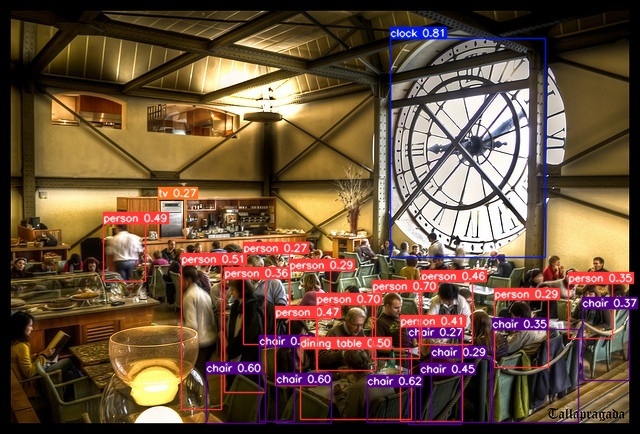 clock 0.81
tv 0.27
person 0.49
person 0.27
person 0.51
person 0.29
person 0.36
person 0.46
person 0.35
person 0.70
person 0.70
person 0.29
chair 0.37
person 0.47
person 0.41
chair 0.35
chair 0.27
chair 0.
dining table 0.50
chair 0.29
chair 0.60
chair 0.45
chair 0.60
chair 0.62
Tallapragada